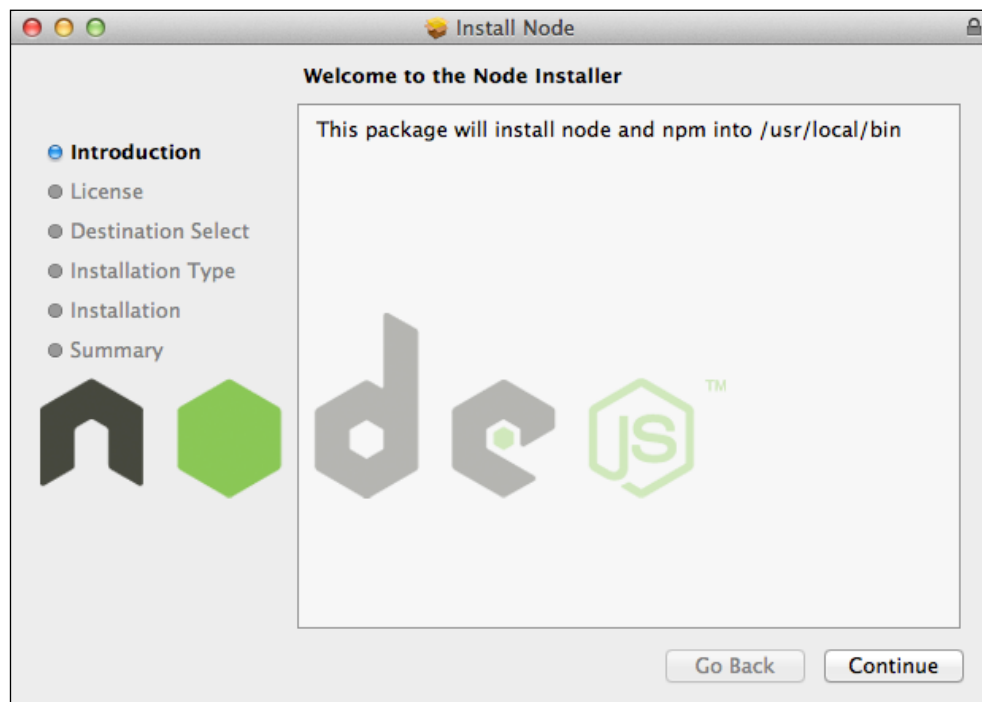 Install Node
Welcome to the Node Installer
Introduction
License
Destination Select
Installation Type
Installation
Summary
This package will install node and npm into /usr/local/bin
node
JS
TM
Go Back
Continue